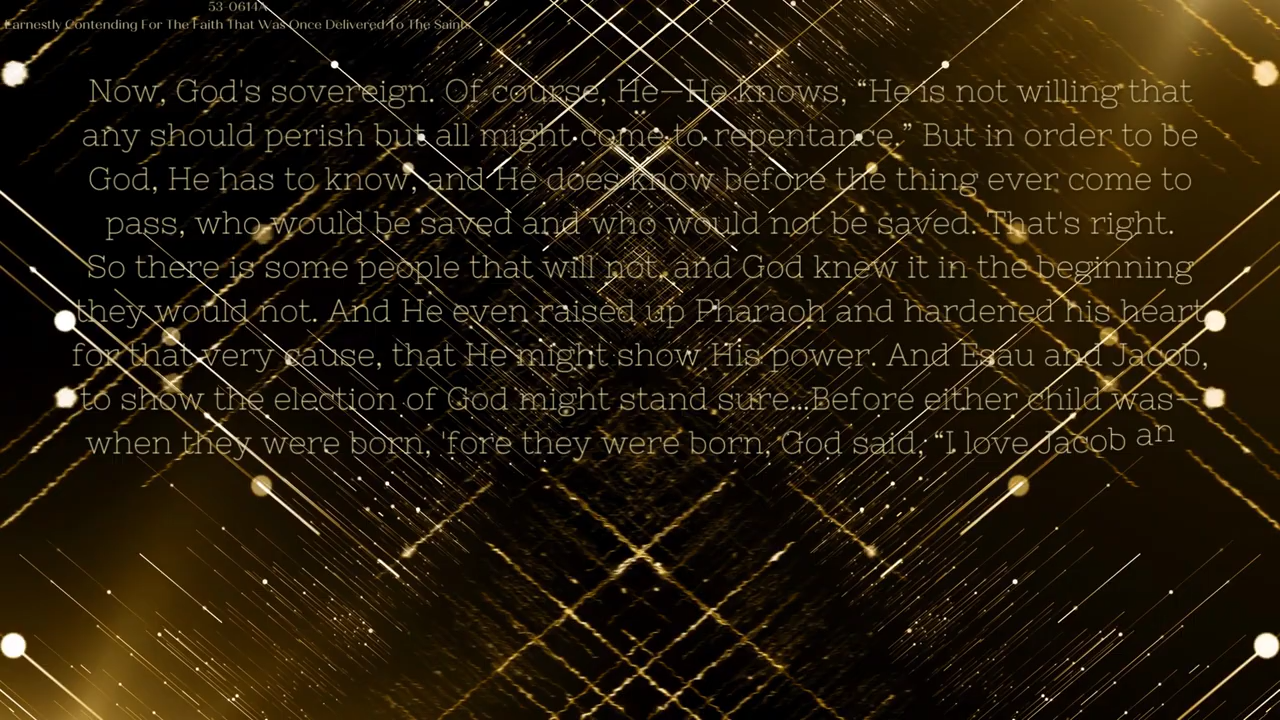 53-0614A
Earnestly Contending For The Faith That Was Once Delivered To The Saints
Now, God's sovereign. Of course, He—He knows, “He is not willing that
any should perish but all might come to repentance.” But in order to be
God, He has to know, and He does know before the thing ever come to
pass, who would be saved and who would not be saved. That's right.
So there is some people that will not, and God knew it in the beginning
they would not. And He even raised up Pharaoh and hardened his heart
for that very cause, that He might show His power. And Esau and Jacob,
to show the election of God might stand sure...Before either child was—
when they were born, 'fore they were born, God said, “I love Jacob an